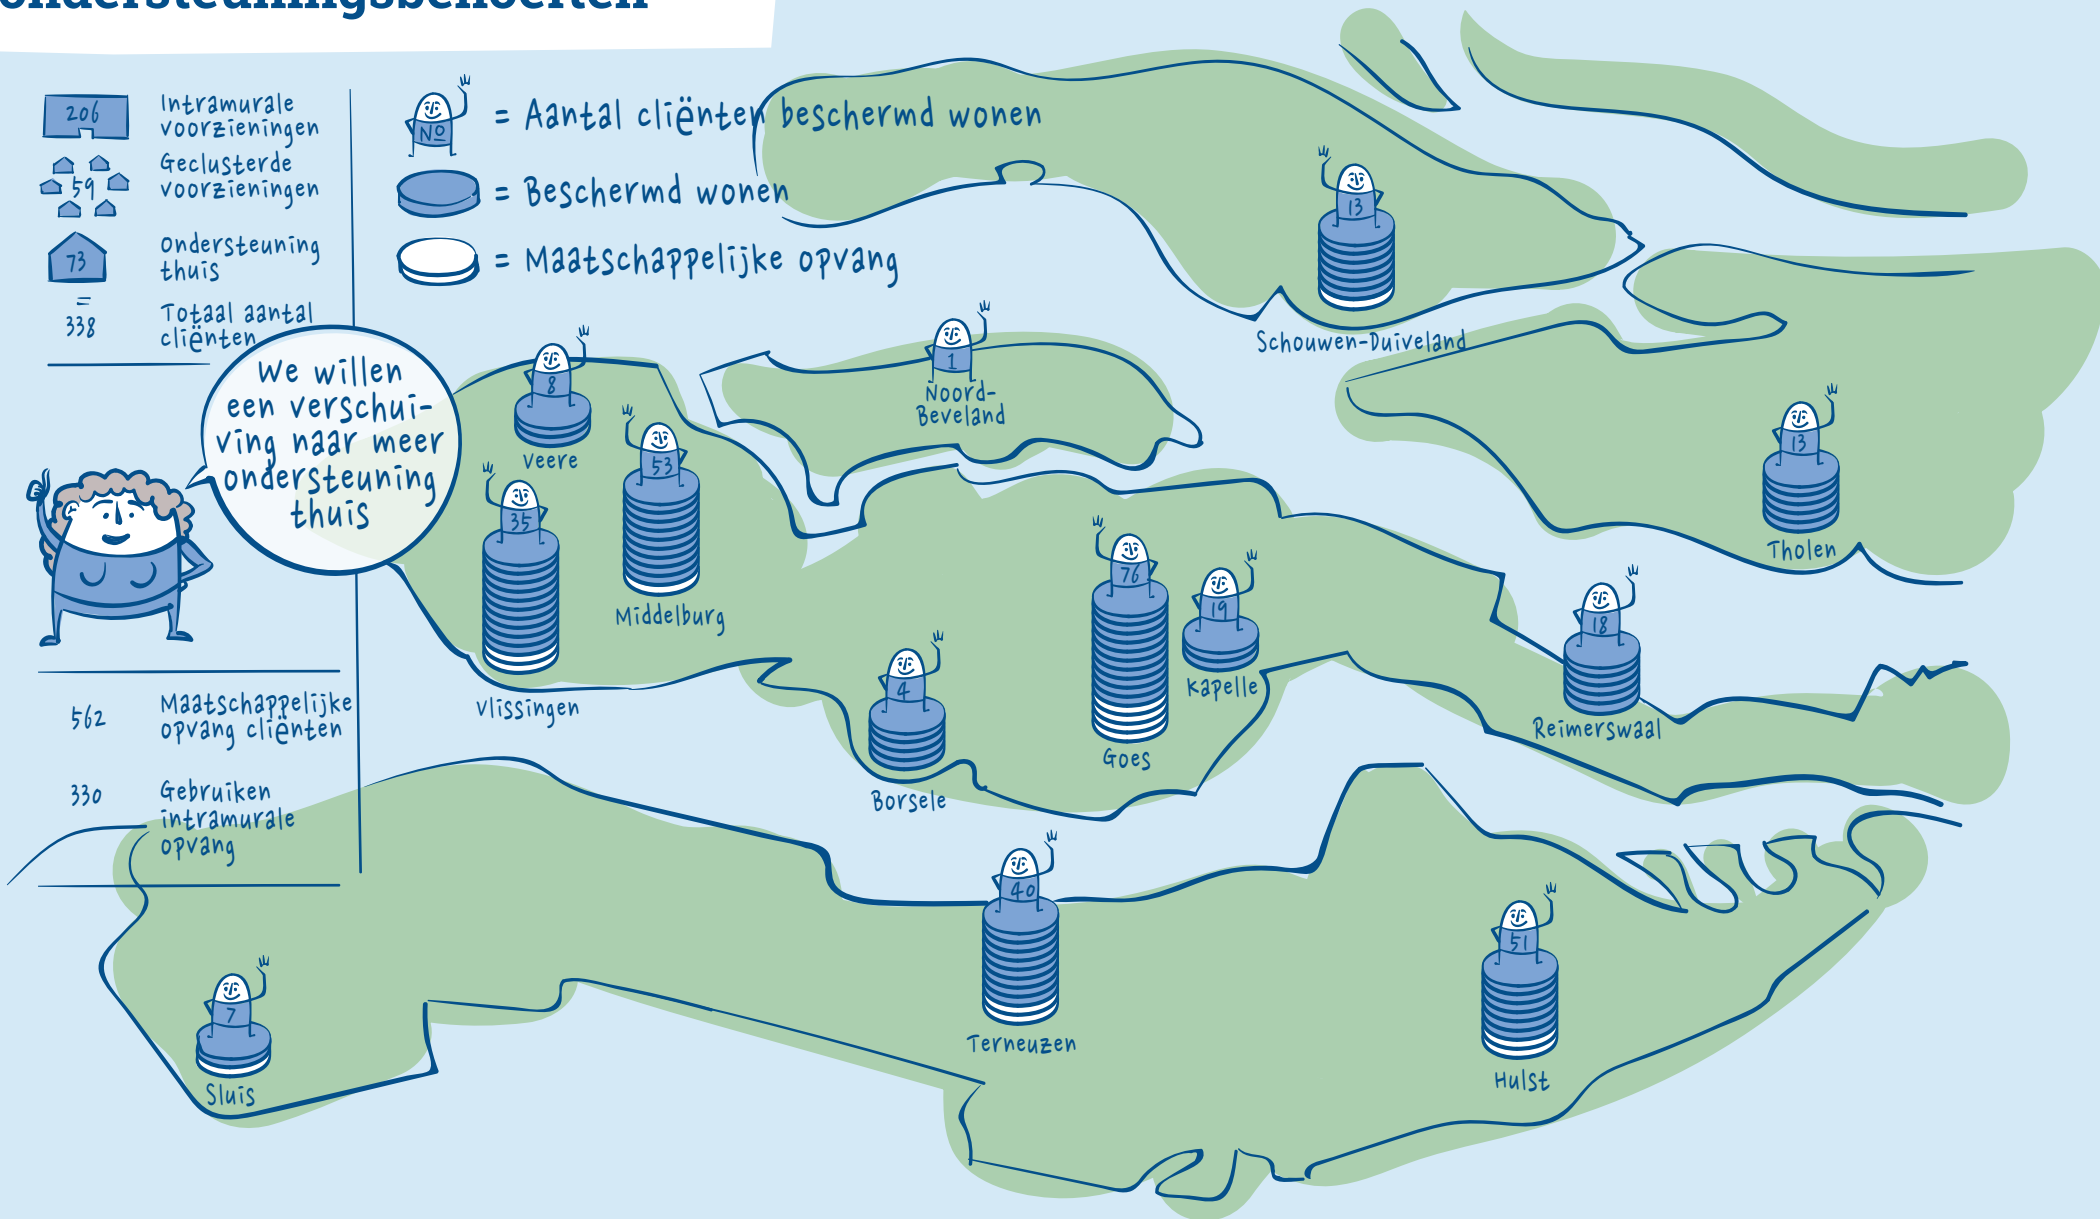 ondersteuningsbehoeften
206
Intramurale
voorzieningen
59
Geclusterde
voorzieningen
73
Ondersteuning
thuis
=
338
Totaal aantal
cliënten
No = Aantal cliënten beschermd wonen
= Beschermd wonen
= Maatschappelijke opvang
We willen
een verschui-
ving naar meer
ondersteuning
thuis
562
Maatschappelijke
opvang cliënten
330
Gebruiken
intramurale
opvang
13
Schouwen-Duiveland
1
Noord-
Beveland
8
Veere
53
Middelburg
35
Vlissingen
13
Tholen
76
Goes
19
Kapelle
18
Reimerswaal
4
Borsele
40
Terneuzen
51
Hulst
7
Sluis